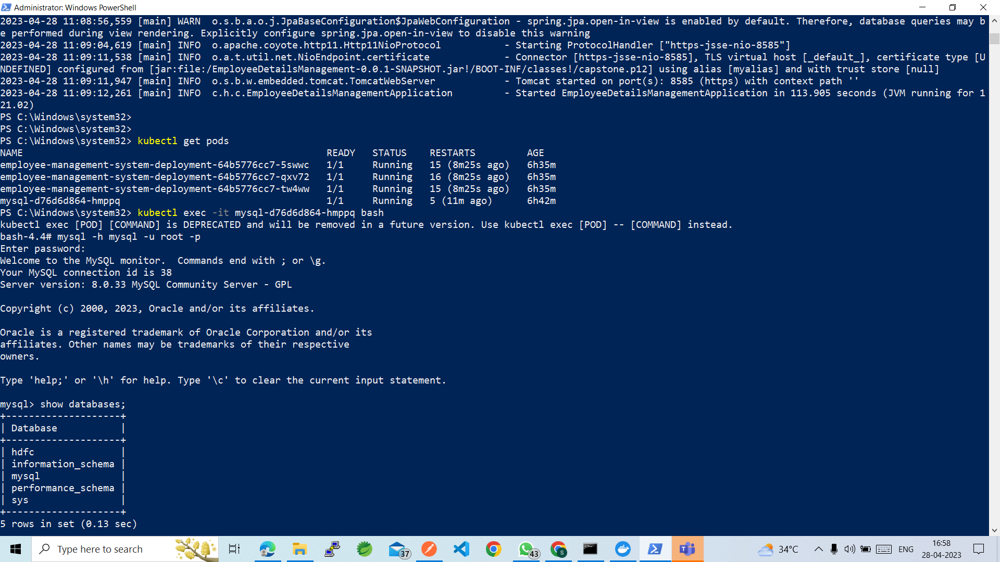 Administrator: Windows PowerShell
2023-04-28 11:08:56,559 [main] WARN  o.s.b.a.o.j.JpaBaseConfiguration$JpaWebConfiguration - spring.jpa.open-in-view is enabled by default. Therefore, database queries may b
e performed during view rendering. Explicitly configure spring.jpa.open-in-view to disable this warning
2023-04-28 11:09:04,619 [main] INFO  o.apache.coyote.http11.Http11NioProtocol           - Starting ProtocolHandler ["https-jsse-nio-8585"]
2023-04-28 11:09:11,538 [main] INFO  o.a.t.util.net.NioEndpoint.certificate             - Connector [https-jsse-nio-8585], TLS virtual host [_default_], certificate type [U
NDEFINED] configured from [jar:file:/EmployeeDetailsManagement-0.0.1-SNAPSHOT.jar!/BOOT-INF/classes!/capstone.p12] using alias [myalias] and with trust store [null]
2023-04-28 11:09:11,947 [main] INFO  o.s.b.w.embedded.tomcat.TomcatWebServer            - Tomcat started on port(s): 8585 (https) with context path ''
2023-04-28 11:09:12,261 [main] INFO  c.h.c.EmployeeDetailsManagementApplication         - Started EmployeeDetailsManagementApplication in 113.905 seconds (JVM running for 1
21.02)
PS C:\Windows\system32>
PS C:\Windows\system32>
PS C:\Windows\system32> kubectl get pods
NAME                                                     READY   STATUS    RESTARTS         AGE
employee-management-system-deployment-64b5776cc7-5swwc   1/1     Running   15 (8m25s ago)   6h35m
employee-management-system-deployment-64b5776cc7-qxv72   1/1     Running   16 (8m25s ago)   6h35m
employee-management-system-deployment-64b5776cc7-tw4ww   1/1     Running   15 (8m25s ago)   6h35m
mysql-d76d6d864-hmppq                                    1/1     Running   5 (11m ago)      6h42m
PS C:\Windows\system32> kubectl exec -it mysql-d76d6d864-hmppq bash
kubectl exec [POD] [COMMAND] is DEPRECATED and will be removed in a future version. Use kubectl exec [POD] -- [COMMAND] instead.
bash-4.4# mysql -h mysql -u root -p
Enter password:
Welcome to the MySQL monitor.  Commands end with ; or \g.
Your MySQL connection id is 38
Server version: 8.0.33 MySQL Community Server - GPL
Copyright (c) 2000, 2023, Oracle and/or its affiliates.
Oracle is a registered trademark of Oracle Corporation and/or its
affiliates. Other names may be trademarks of their respective
owners.
Type 'help;' or '\h' for help. Type '\c' to clear the current input statement.
mysql> show databases;
+--------------------+
| Database           |
+--------------------+
| hdfc               |
| information_schema |
| mysql              |
| performance_schema |
| sys                |
+--------------------+
5 rows in set (0.13 sec)
Type here to search
37
43
S
34°C
ENG
16:58
28-04-2023